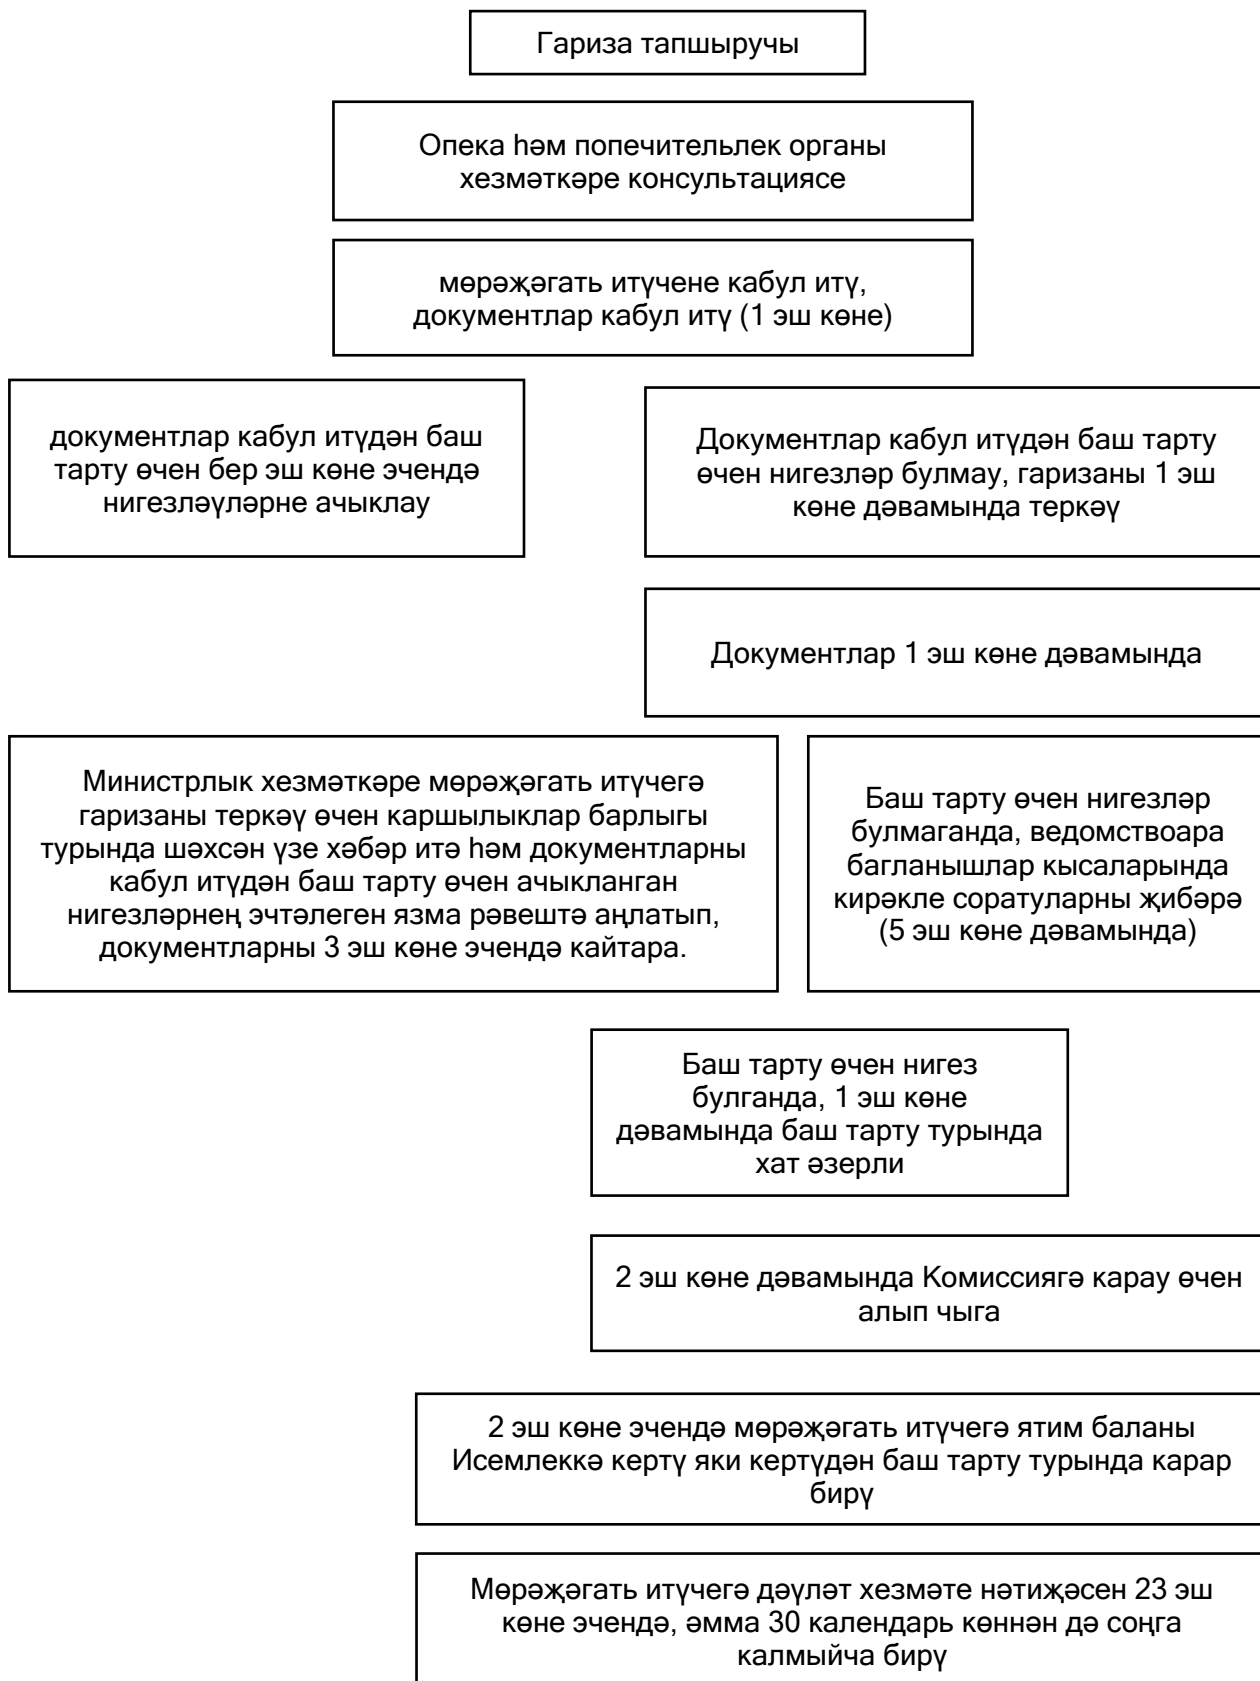 Гариза тапшыручы
Опека һәм попечительлек органы
хезмәткәре консультациясе
мөрәҗәгать итүчене кабул итү,
документлар кабул итү (1 эш көне)
документлар кабул итүдән баш
тарту өчен бер эш көне эчендә
нигезләүләрне ачыклау
Документлар кабул итүдән баш тарту
өчен нигезләр булмау, гаризаны 1 эш
көне дәвамында теркәү
Документлар 1 эш көне дәвамында
Министрлык хезмәткәре мөрәҗәгать итүчегә
гаризаны теркәү өчен каршылыклар барлыгы
турында шәхсән үзе хәбәр итә һәм документларны
кабул итүдән баш тарту өчен ачыкланган
нигезләрнең эчтәлеген язма рәвештә аңлатып,
документларны 3 эш көне эчендә кайтара.
Баш тарту өчен нигезләр
булмаганда, ведомствоара
багланышлар кысаларында
кирәкле соратуларны җибәрә
(5 эш көне дәвамында)
Баш тарту өчен нигез
булганда, 1 эш көне
дәвамында баш тарту турында
хат әзерли
2 эш көне дәвамында Комиссиягә карау өчен
алып чыга
2 эш көне эчендә мөрәҗәгать итүчегә ятим баланы
Исемлеккә кертү яки кертүдән баш тарту турында карар
бирү
Мөрәҗәгать итүчегә дәүләт хезмәте нәтиҗәсен 23 эш
көне эчендә, әмма 30 календарь көннән дә соңга
калмыйча бирү